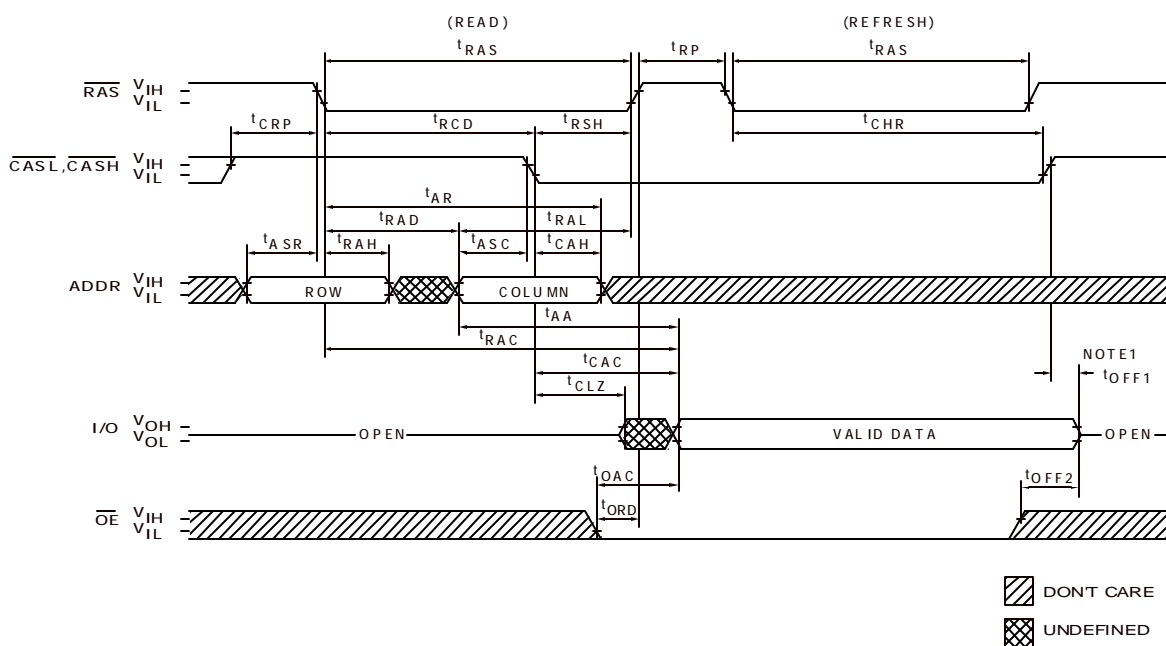 (READ) (REFRESH)
tRAS tRP tRAS
RAS VIH
VIL
tCRP tRCD tRSH tCHR
CASL,CASH VIH
VIL
tAR
tRAD tRAL
tASR tRAH tASC tCAH
ADDR VIH
VIL
ROW COLUMN
tAA
tRAC
tCAC NOTE1
tCLZ tOFF1
I/O VOH
VOL
OPEN VALID DATA OPEN
tOAC tOFF2
tORD
OE VIH
VIL
DON'T CARE
UNDEFINED